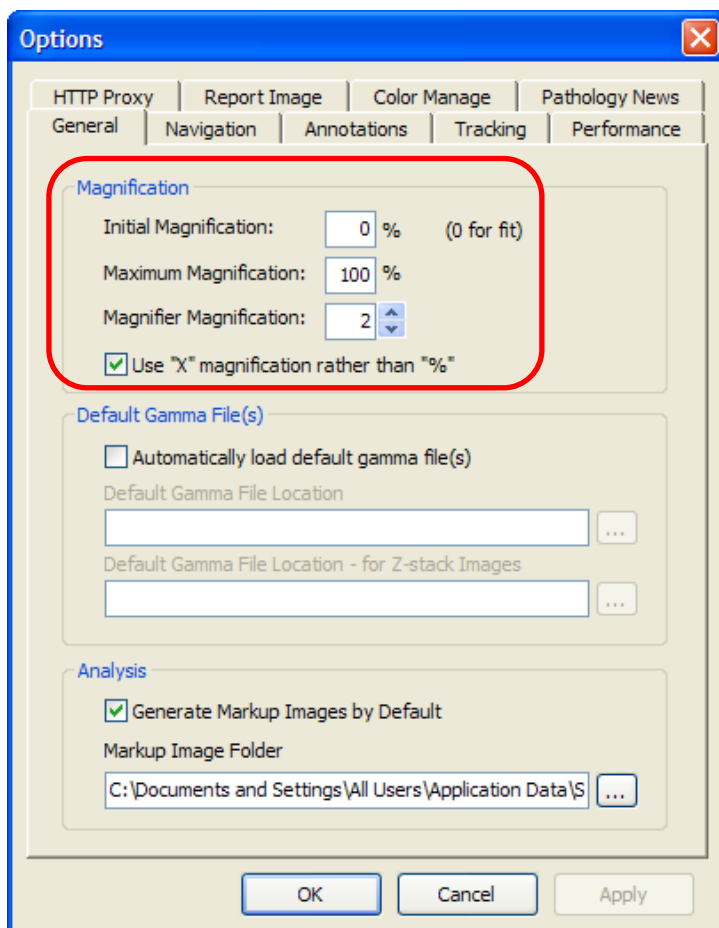 Options
HTTP Proxy Report Image Color Manage Pathology News
General Navigation Annotations Tracking Performance
Magnification
Initial Magnification: 0 % (0 for fit)
Maximum Magnification: 100 %
Magnifier Magnification: 2
Use "X" magnification rather than "%"
Default Gamma File(s)
Automatically load default gamma file(s)
Default Gamma File Location
...
Default Gamma File Location - for Z-stack Images
...
Analysis
Generate Markup Images by Default
Markup Image Folder
C:\Documents and Settings\All Users\Application Data\S ...
OK Cancel Apply